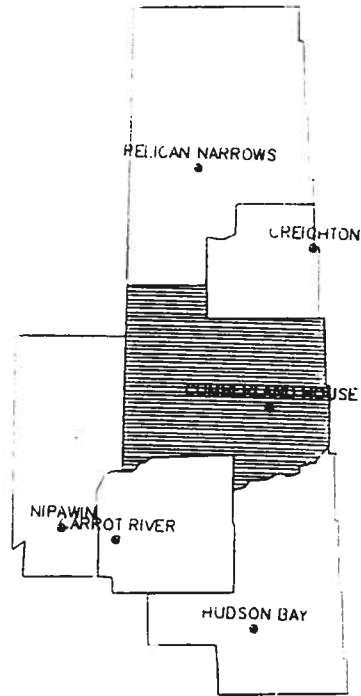 PELICAN NARROWS
CREIGHTON
CUMBERLAND HOUSE
NIPAWIN
CARROT RIVER
HUDSON BAY